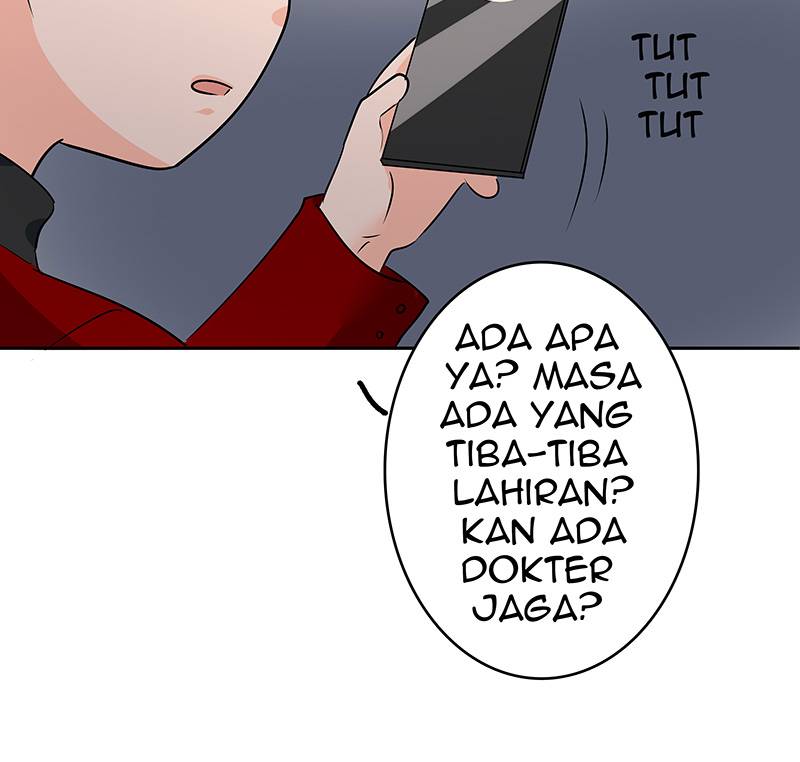 TUT
TUT
TUT
ADA APA
YA? MASA
ADA YANG
TIBA-TIBA
LAHIRAN?
KAN ADA
DOKTER
JAGA?